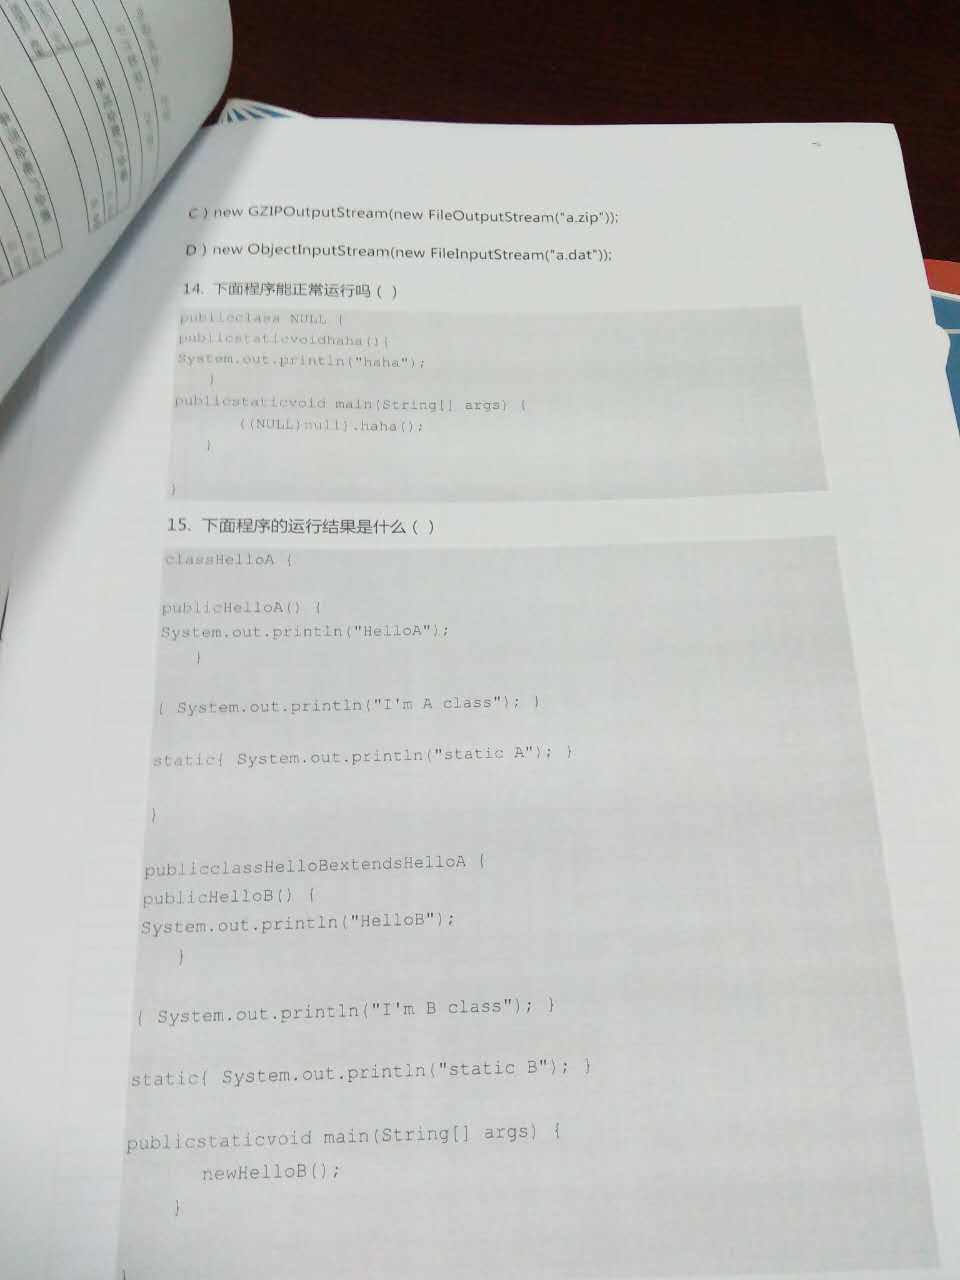 C ) new GZIPOutputStream(new FileOutputStream("a.zip"));
D ) new ObjectInputStream(new FileInputStream("a.dat"));
14. 下面程序能正常运行吗 ( )
publicclass NULL {
publicstaticvoidhaha(){
System.out.println("haha");
}
publicstaticvoid main(String[] args) {
((NULL)null).haha();
}
}
15. 下面程序的运行结果是什么 ( )
classHelloA {
publicHelloA() {
System.out.println("HelloA");
}
{ System.out.println("I'm A class"); }
static{ System.out.println("static A"); }
}
publicclassHelloBextendsHelloA {
publicHelloB() {
System.out.println("HelloB");
}
{ System.out.println("I'm B class"); }
static{ System.out.println("static B"); }
publicstaticvoid main(String[] args) {
newHelloB();
}
}